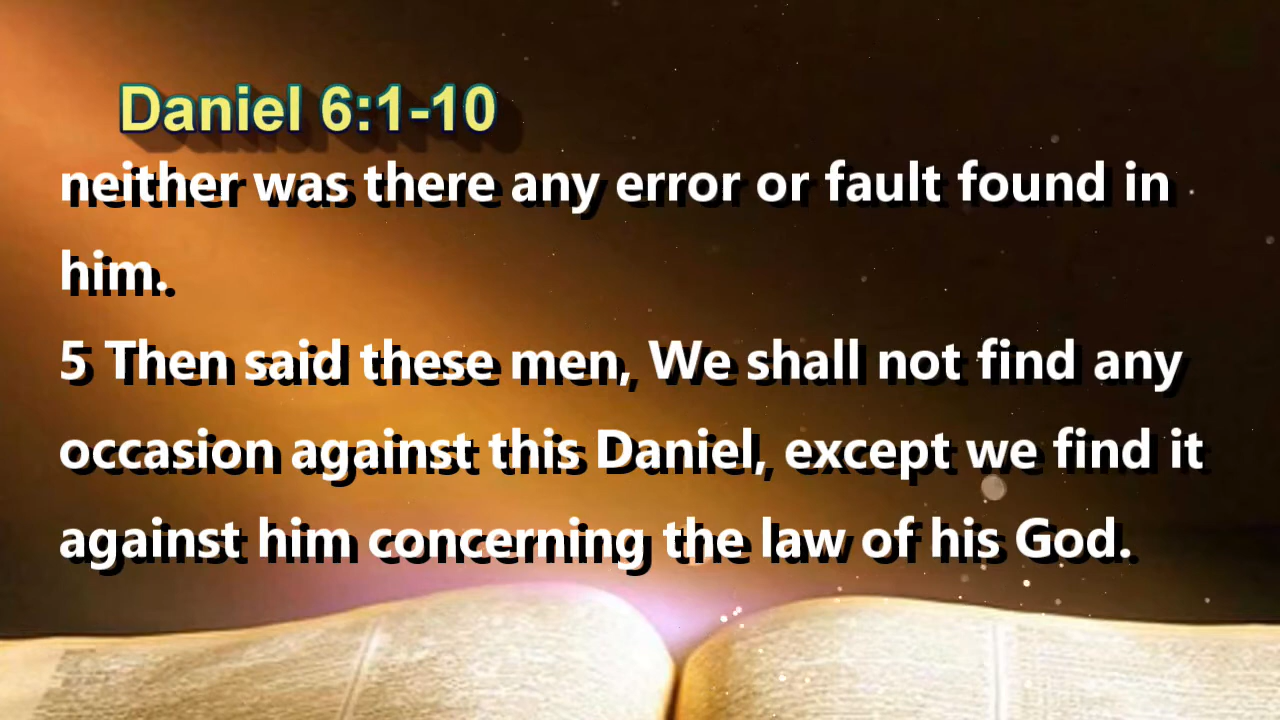 Daniel 6:1-10
neither was there any error or fault found in
him.
5 Then said these men, We shall not find any
occasion against this Daniel, except we find it
against him concerning the law of his God.